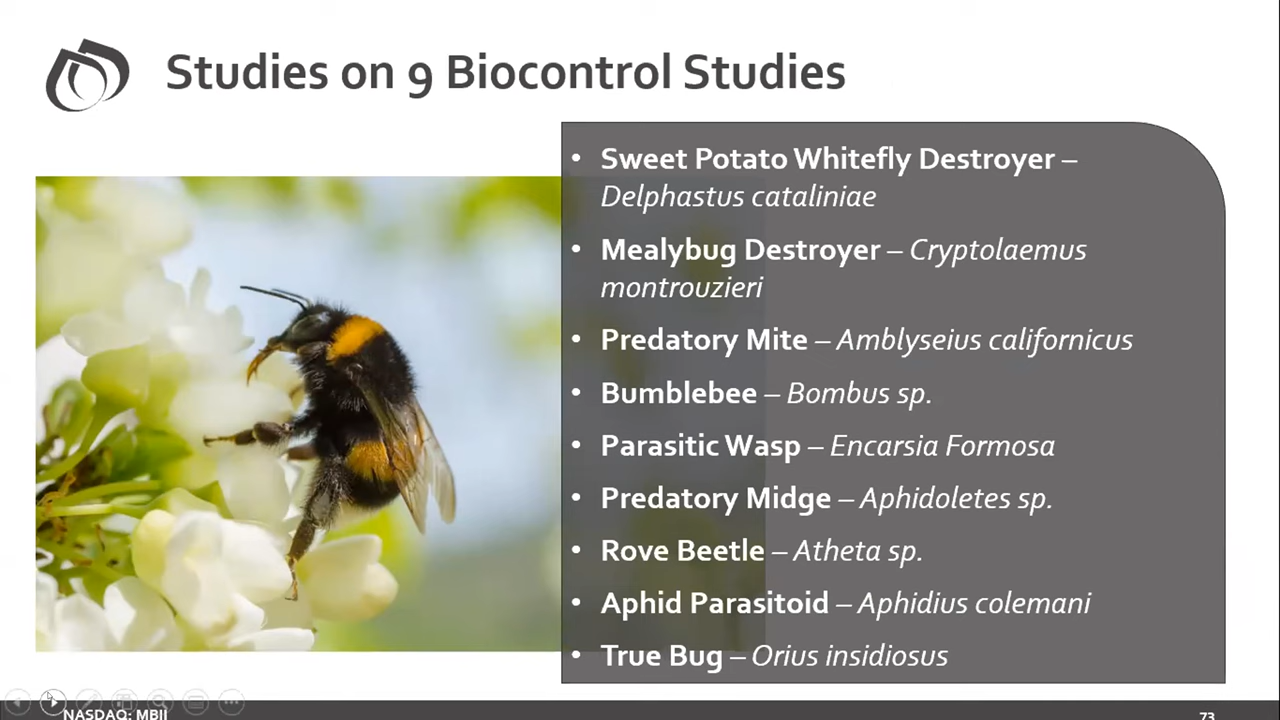 Studies on 9 Biocontrol Studies
• Sweet Potato Whitefly Destroyer –
Delphastus cataliniae
• Mealybug Destroyer – Cryptolaemus
montrouzieri
• Predatory Mite – Amblyseius californicus
• Bumblebee – Bombus sp.
• Parasitic Wasp – Encarsia Formosa
• Predatory Midge – Aphidoletes sp.
• Rove Beetle – Atheta sp.
• Aphid Parasitoid – Aphidius colemani
• True Bug – Orius insidiosus
NASDAQ: MBII
73